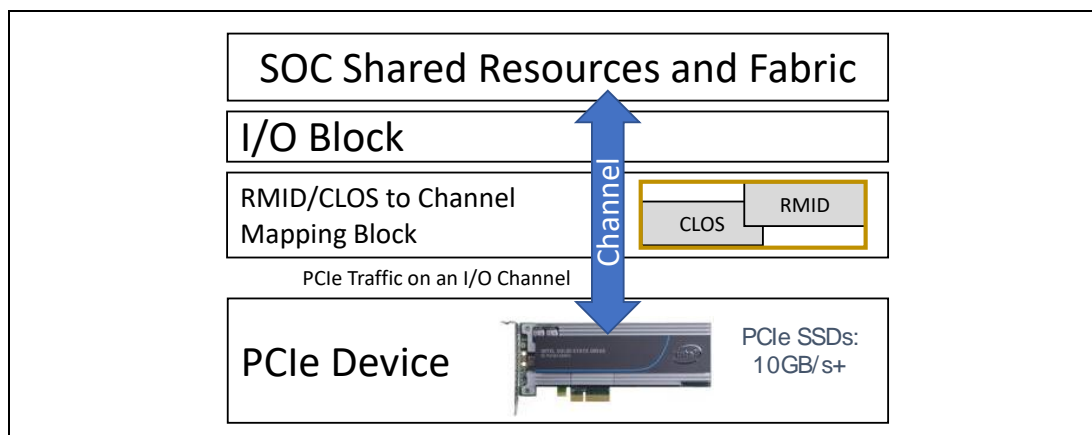 SOC Shared Resources and Fabric
I/O Block
Channel
RMID/CLOS to Channel
Mapping Block
CLOS
RMID
PCIe Traffic on an I/O Channel
PCIe Device
PCIe SSDs:
10GB/s+